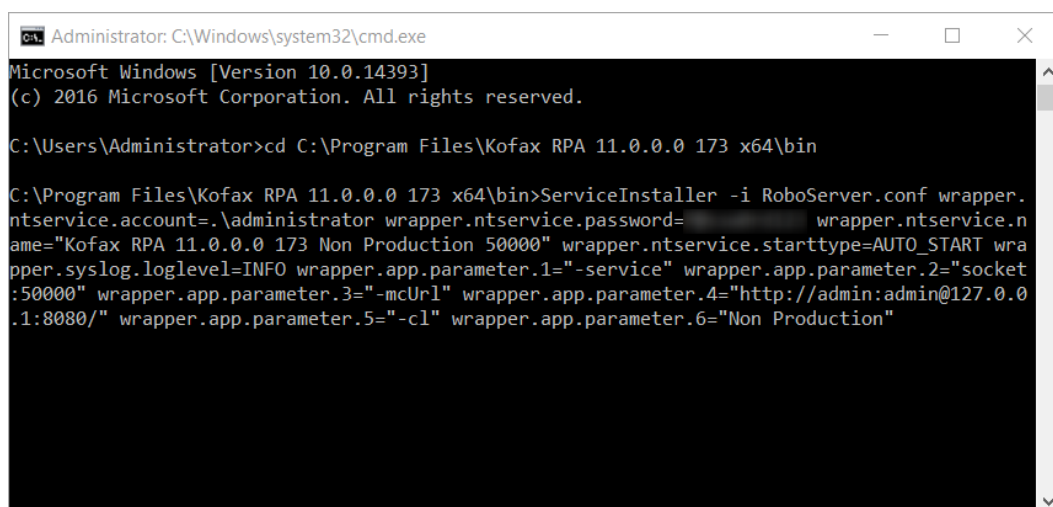 Administrator: C:\Windows\system32\cmd.exe
Microsoft Windows [Version 10.0.14393]
(c) 2016 Microsoft Corporation. All rights reserved.
C:\Users\Administrator>cd C:\Program Files\Kofax RPA 11.0.0.0 173 x64\bin
C:\Program Files\Kofax RPA 11.0.0.0 173 x64\bin>ServiceInstaller -i RoboServer.conf wrapper.
ntservice.account=.\administrator wrapper.ntservice.password= wrapper.ntservice.n
ame="Kofax RPA 11.0.0.0 173 Non Production 50000" wrapper.ntservice.starttype=AUTO_START wra
pper.syslog.loglevel=INFO wrapper.app.parameter.1="-service" wrapper.app.parameter.2="socket
:50000" wrapper.app.parameter.3="-mcUrl" wrapper.app.parameter.4="http://admin:admin@127.0.0
.1:8080/" wrapper.app.parameter.5="-cl" wrapper.app.parameter.6="Non Production"